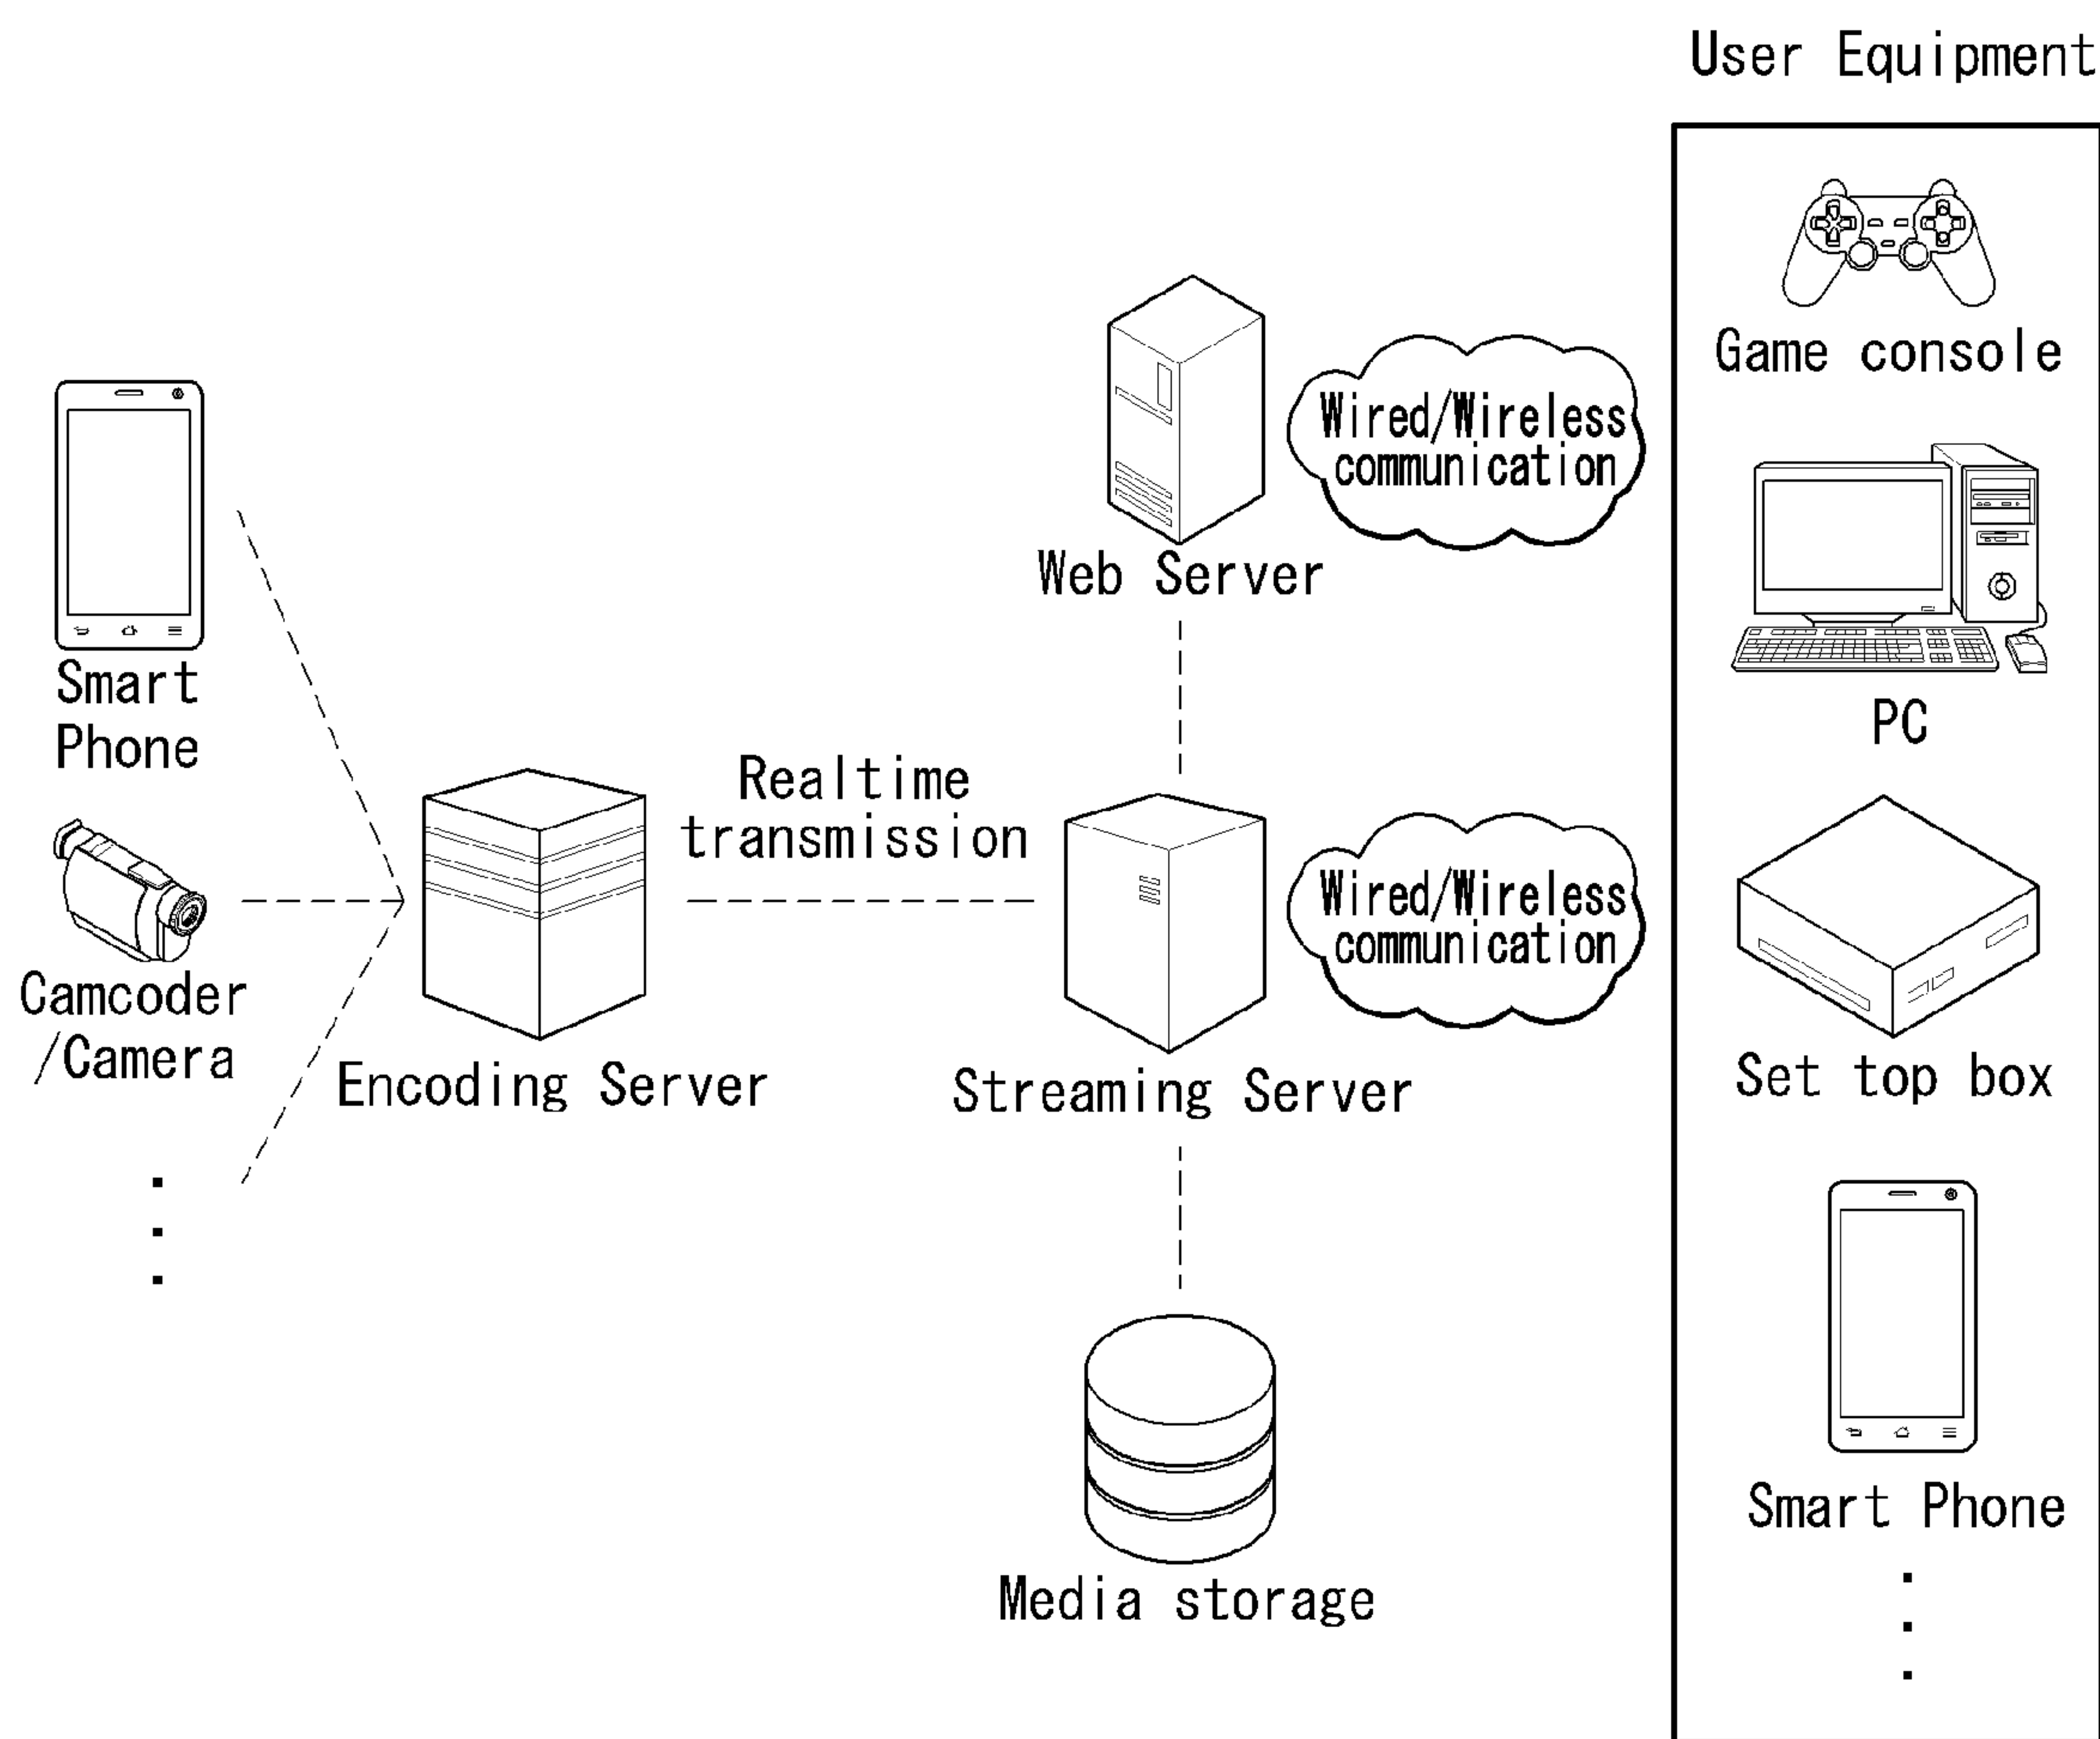 User Equipment
Game console
Wired/Wireless
communication
Web Server
Smart
Phone
PC
Realtime
transmission
Wired/Wireless
communication
Camcoder
/Camera
Encoding Server
Streaming Server
Set top box
Smart Phone
Media storage